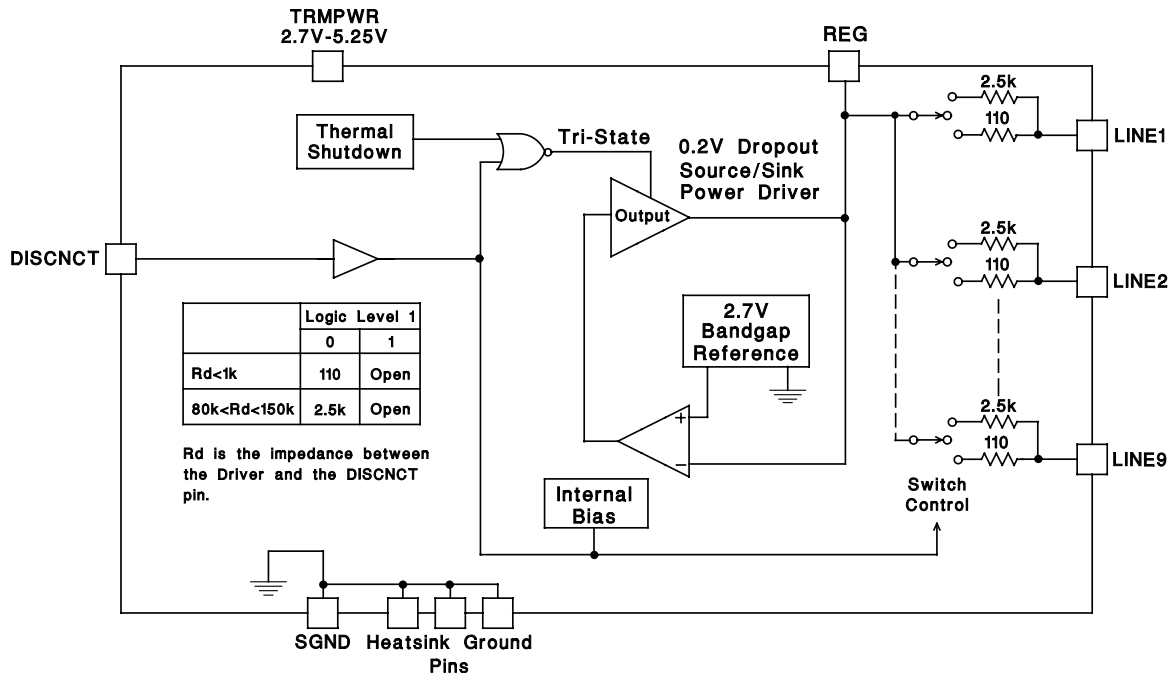 TRMPWR
2.7V-5.25V
REG
2.5k
110
LINE1
Thermal
Shutdown
Tri-State
0.2V Dropout
Source/Sink
Power Driver
Output
DISCNCT
2.5k
110
LINE2
Logic Level 1
0 1
Rd<1k 110 Open
80k<Rd<150k 2.5k Open
2.7V
Bandgap
Reference
Rd is the impedance between
the Driver and the DISCNCT
pin.
+
−
2.5k
110
LINE9
Internal
Bias
Switch
Control
SGND Heatsink Ground
Pins